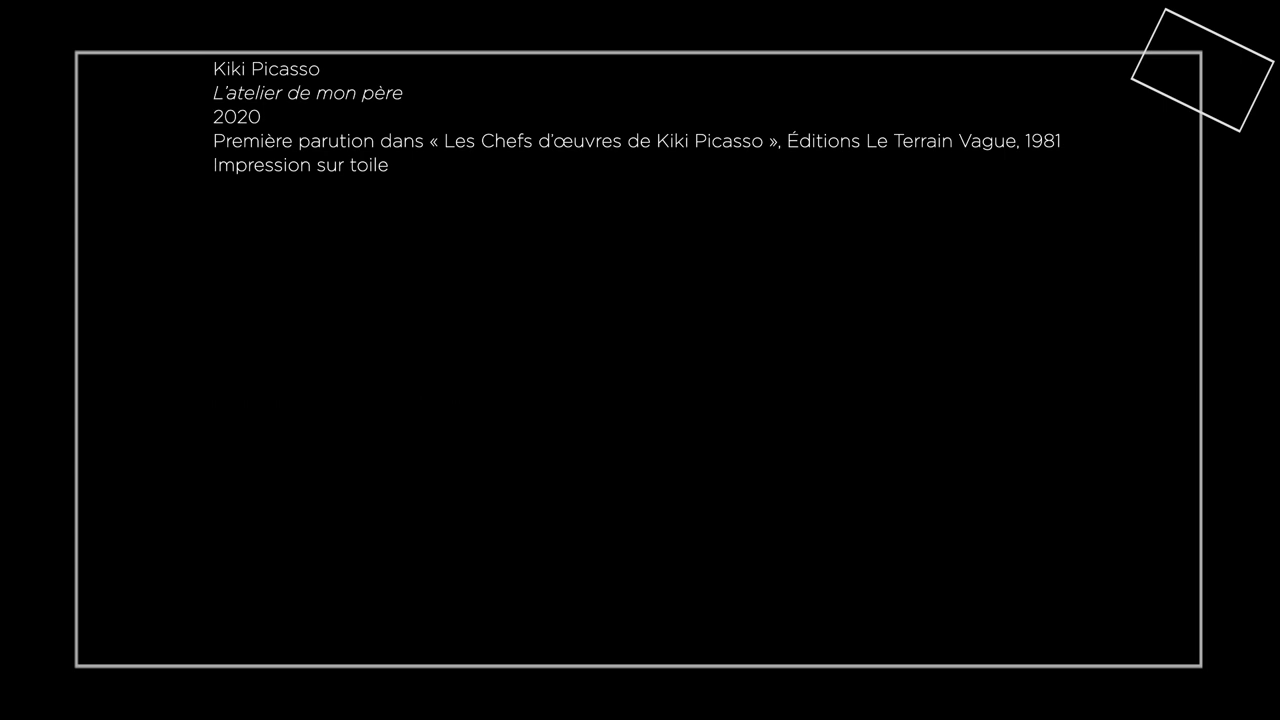 Kiki Picasso
L’atelier de mon père
2020
Première parution dans « Les Chefs d’œuvres de Kiki Picasso », Éditions Le Terrain Vague, 1981
Impression sur toile